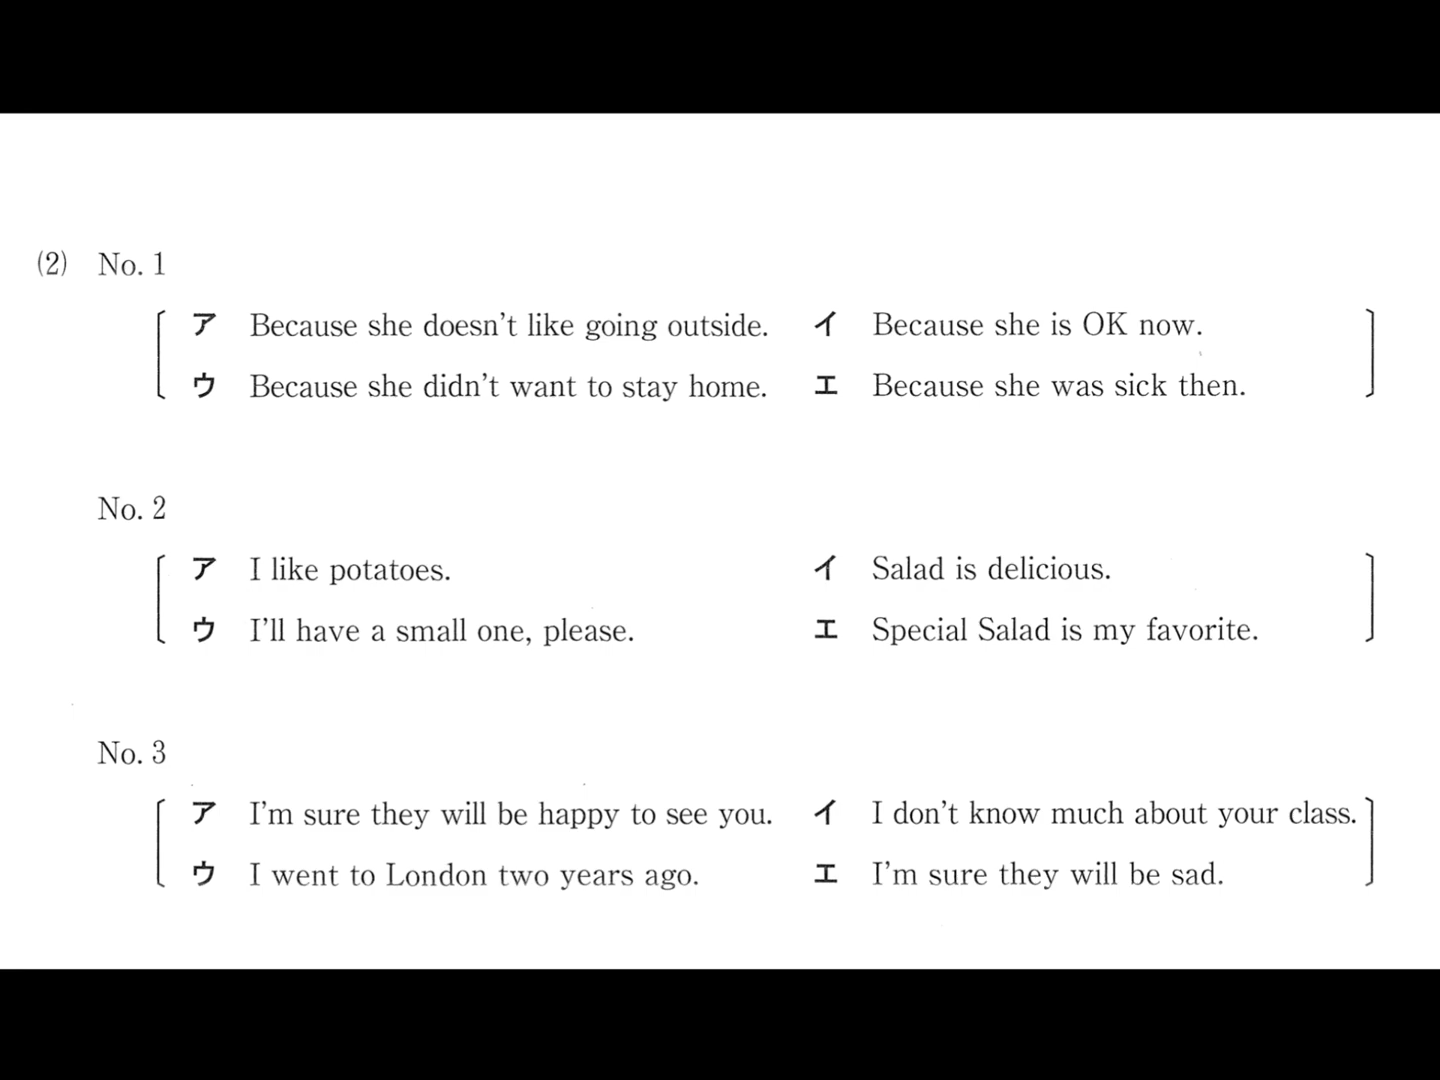 (2) No. 1
ア Because she doesn't like going outside. イ Because she is OK now.
ウ Because she didn't want to stay home. エ Because she was sick then.
No. 2
ア I like potatoes. イ Salad is delicious.
ウ I'll have a small one, please. エ Special Salad is my favorite.
No. 3
ア I'm sure they will be happy to see you. イ I don't know much about your class.
ウ I went to London two years ago. エ I'm sure they will be sad.